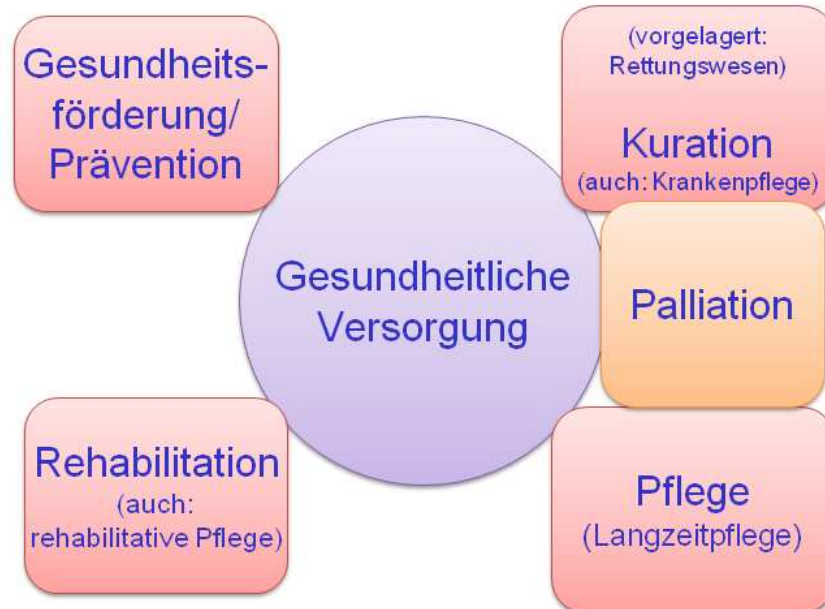 Gesundheits-
förderung/
Prävention
(vorgelagert:
Rettungswesen)
Kuration
(auch: Krankenpflege)
Gesundheitliche
Versorgung
Palliation
Rehabilitation
(auch:
rehabilitative Pflege)
Pflege
(Langzeitpflege)